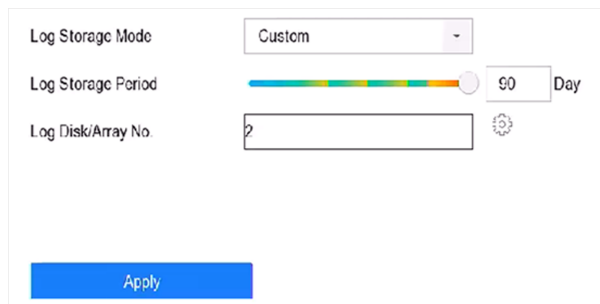 Log Storage Mode Custom
Log Storage Period 90 Day
Log Disk/Array No. 2
Apply